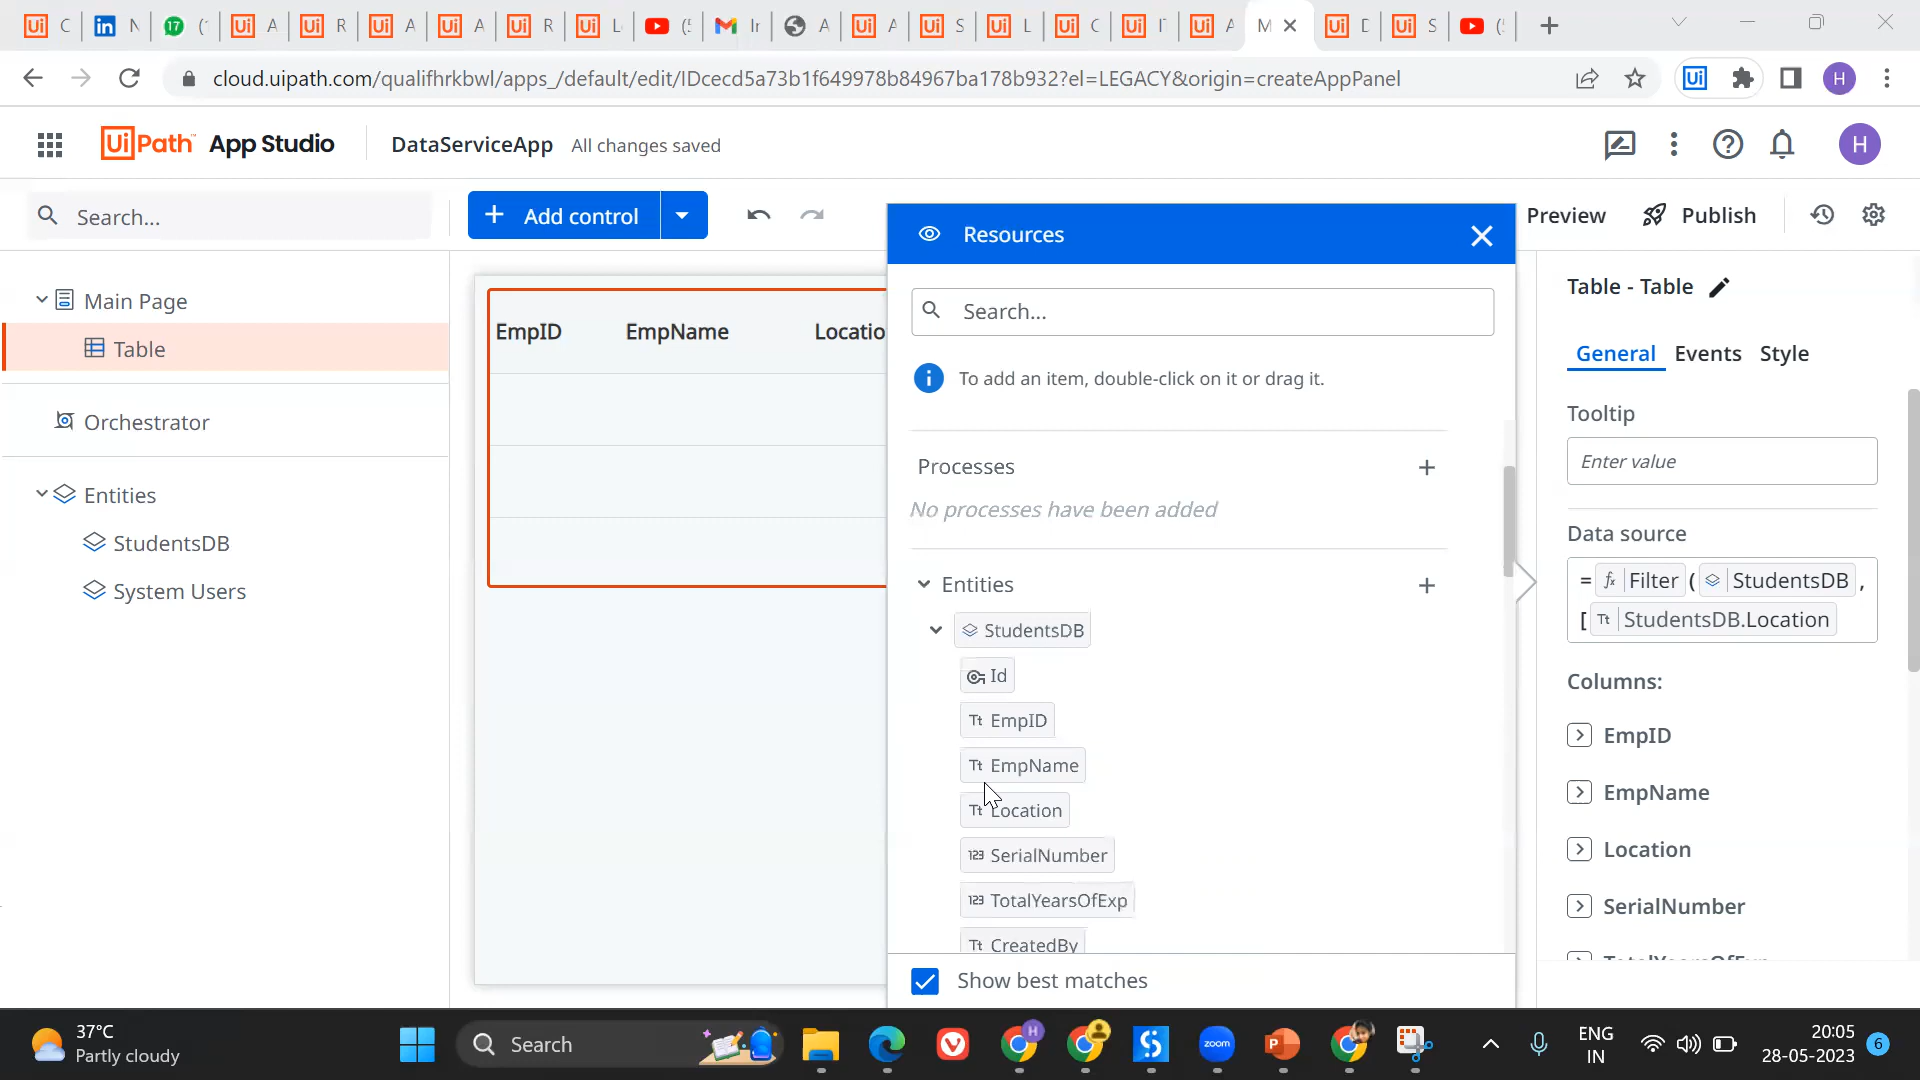 cloud.uipath.com/qualifhrkbwl/apps_/default/edit/IDcecd5a73b1f649978b84967ba178b932?el=LEGACY&origin=createAppPanel
H
UiPath App Studio
DataServiceApp All changes saved
H
Search...
+ Add control
Preview
Publish
Main Page
Table
Orchestrator
Entities
StudentsDB
System Users
EmpID EmpName Locatio
Resources
Search...
To add an item, double-click on it or drag it.
Processes
No processes have been added
Entities
StudentsDB
Id
EmpID
EmpName
Location
SerialNumber
TotalYearsOfExp
CreatedBy
Show best matches
Table - Table
General Events Style
Tooltip
Enter value
Data source
= fx Filter ( StudentsDB ,
[ Tt StudentsDB.Location
Columns:
EmpID
EmpName
Location
SerialNumber
37°C
Partly cloudy
Search
zoom
ENG
IN
20:05
28-05-2023
6